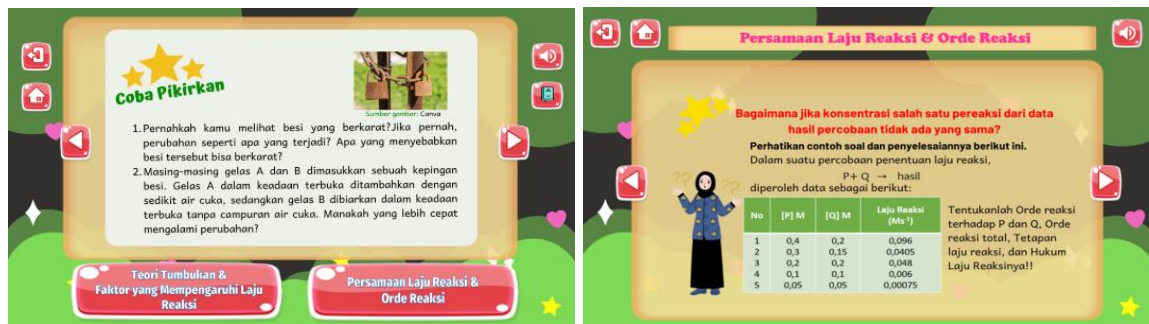 Coba Pikirkan
Sumber gambar: Canva
1. Pernahkah kamu melihat besi yang berkarat?Jika pernah,
perubahan seperti apa yang terjadi? Apa yang menyebabkan
besi tersebut bisa berkarat?
2. Masing-masing gelas A dan B dimasukkan sebuah kepingan
besi. Gelas A dalam keadaan terbuka ditambahkan dengan
sedikit air cuka, sedangkan gelas B dibiarkan dalam keadaan
terbuka tanpa campuran air cuka. Manakah yang lebih cepat
mengalami perubahan?
Teori Tumbukan &
Faktor yang Mempengaruhi Laju
Reaksi
Persamaan Laju Reaksi &
Orde Reaksi
Persamaan Laju Reaksi & Orde Reaksi
Bagaimana jika konsentrasi salah satu pereaksi dari data
hasil percobaan tidak ada yang sama?
Perhatikan contoh soal dan penyelesaiannya berikut ini.
Dalam suatu percobaan penentuan laju reaksi,
P+ Q → hasil
diperoleh data sebagai berikut:
No [P] M [Q] M Laju Reaksi (Ms⁻¹)
1 0,4 0,2 0,096
2 0,3 0,15 0,0405
3 0,2 0,2 0,048
4 0,1 0,1 0,006
5 0,05 0,05 0,00075
Tentukanlah Orde reaksi
terhadap P dan Q, Orde
reaksi total, Tetapan
laju reaksi, dan Hukum
Laju Reaksinya!!